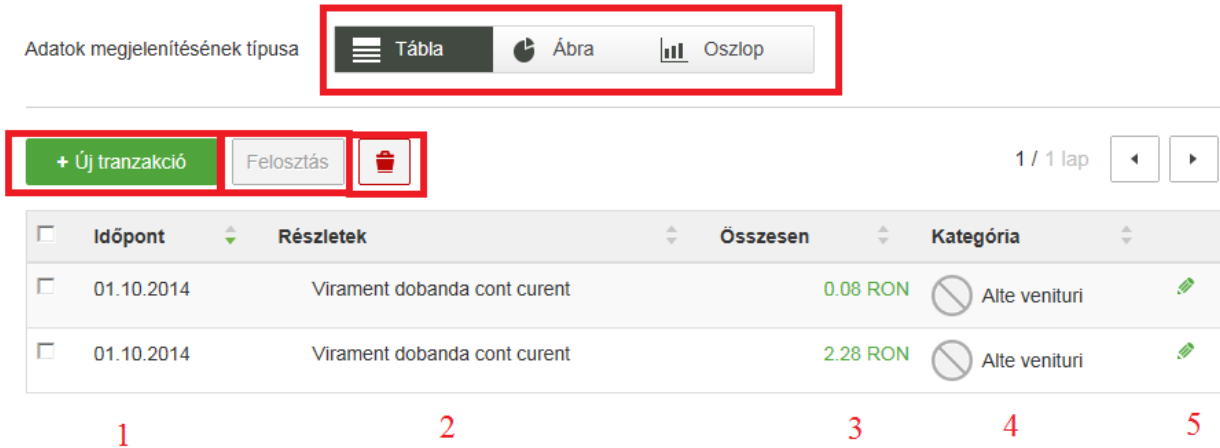 Adatok megjelenítésének típusa Tábla Ábra Oszlop
+ Új tranzakció Felosztás 1 / 1 lap
Időpont Részletek Összesen Kategória
01.10.2014 Virament dobanda cont curent 0.08 RON Alte venituri
01.10.2014 Virament dobanda cont curent 2.28 RON Alte venituri
1 2 3 4 5